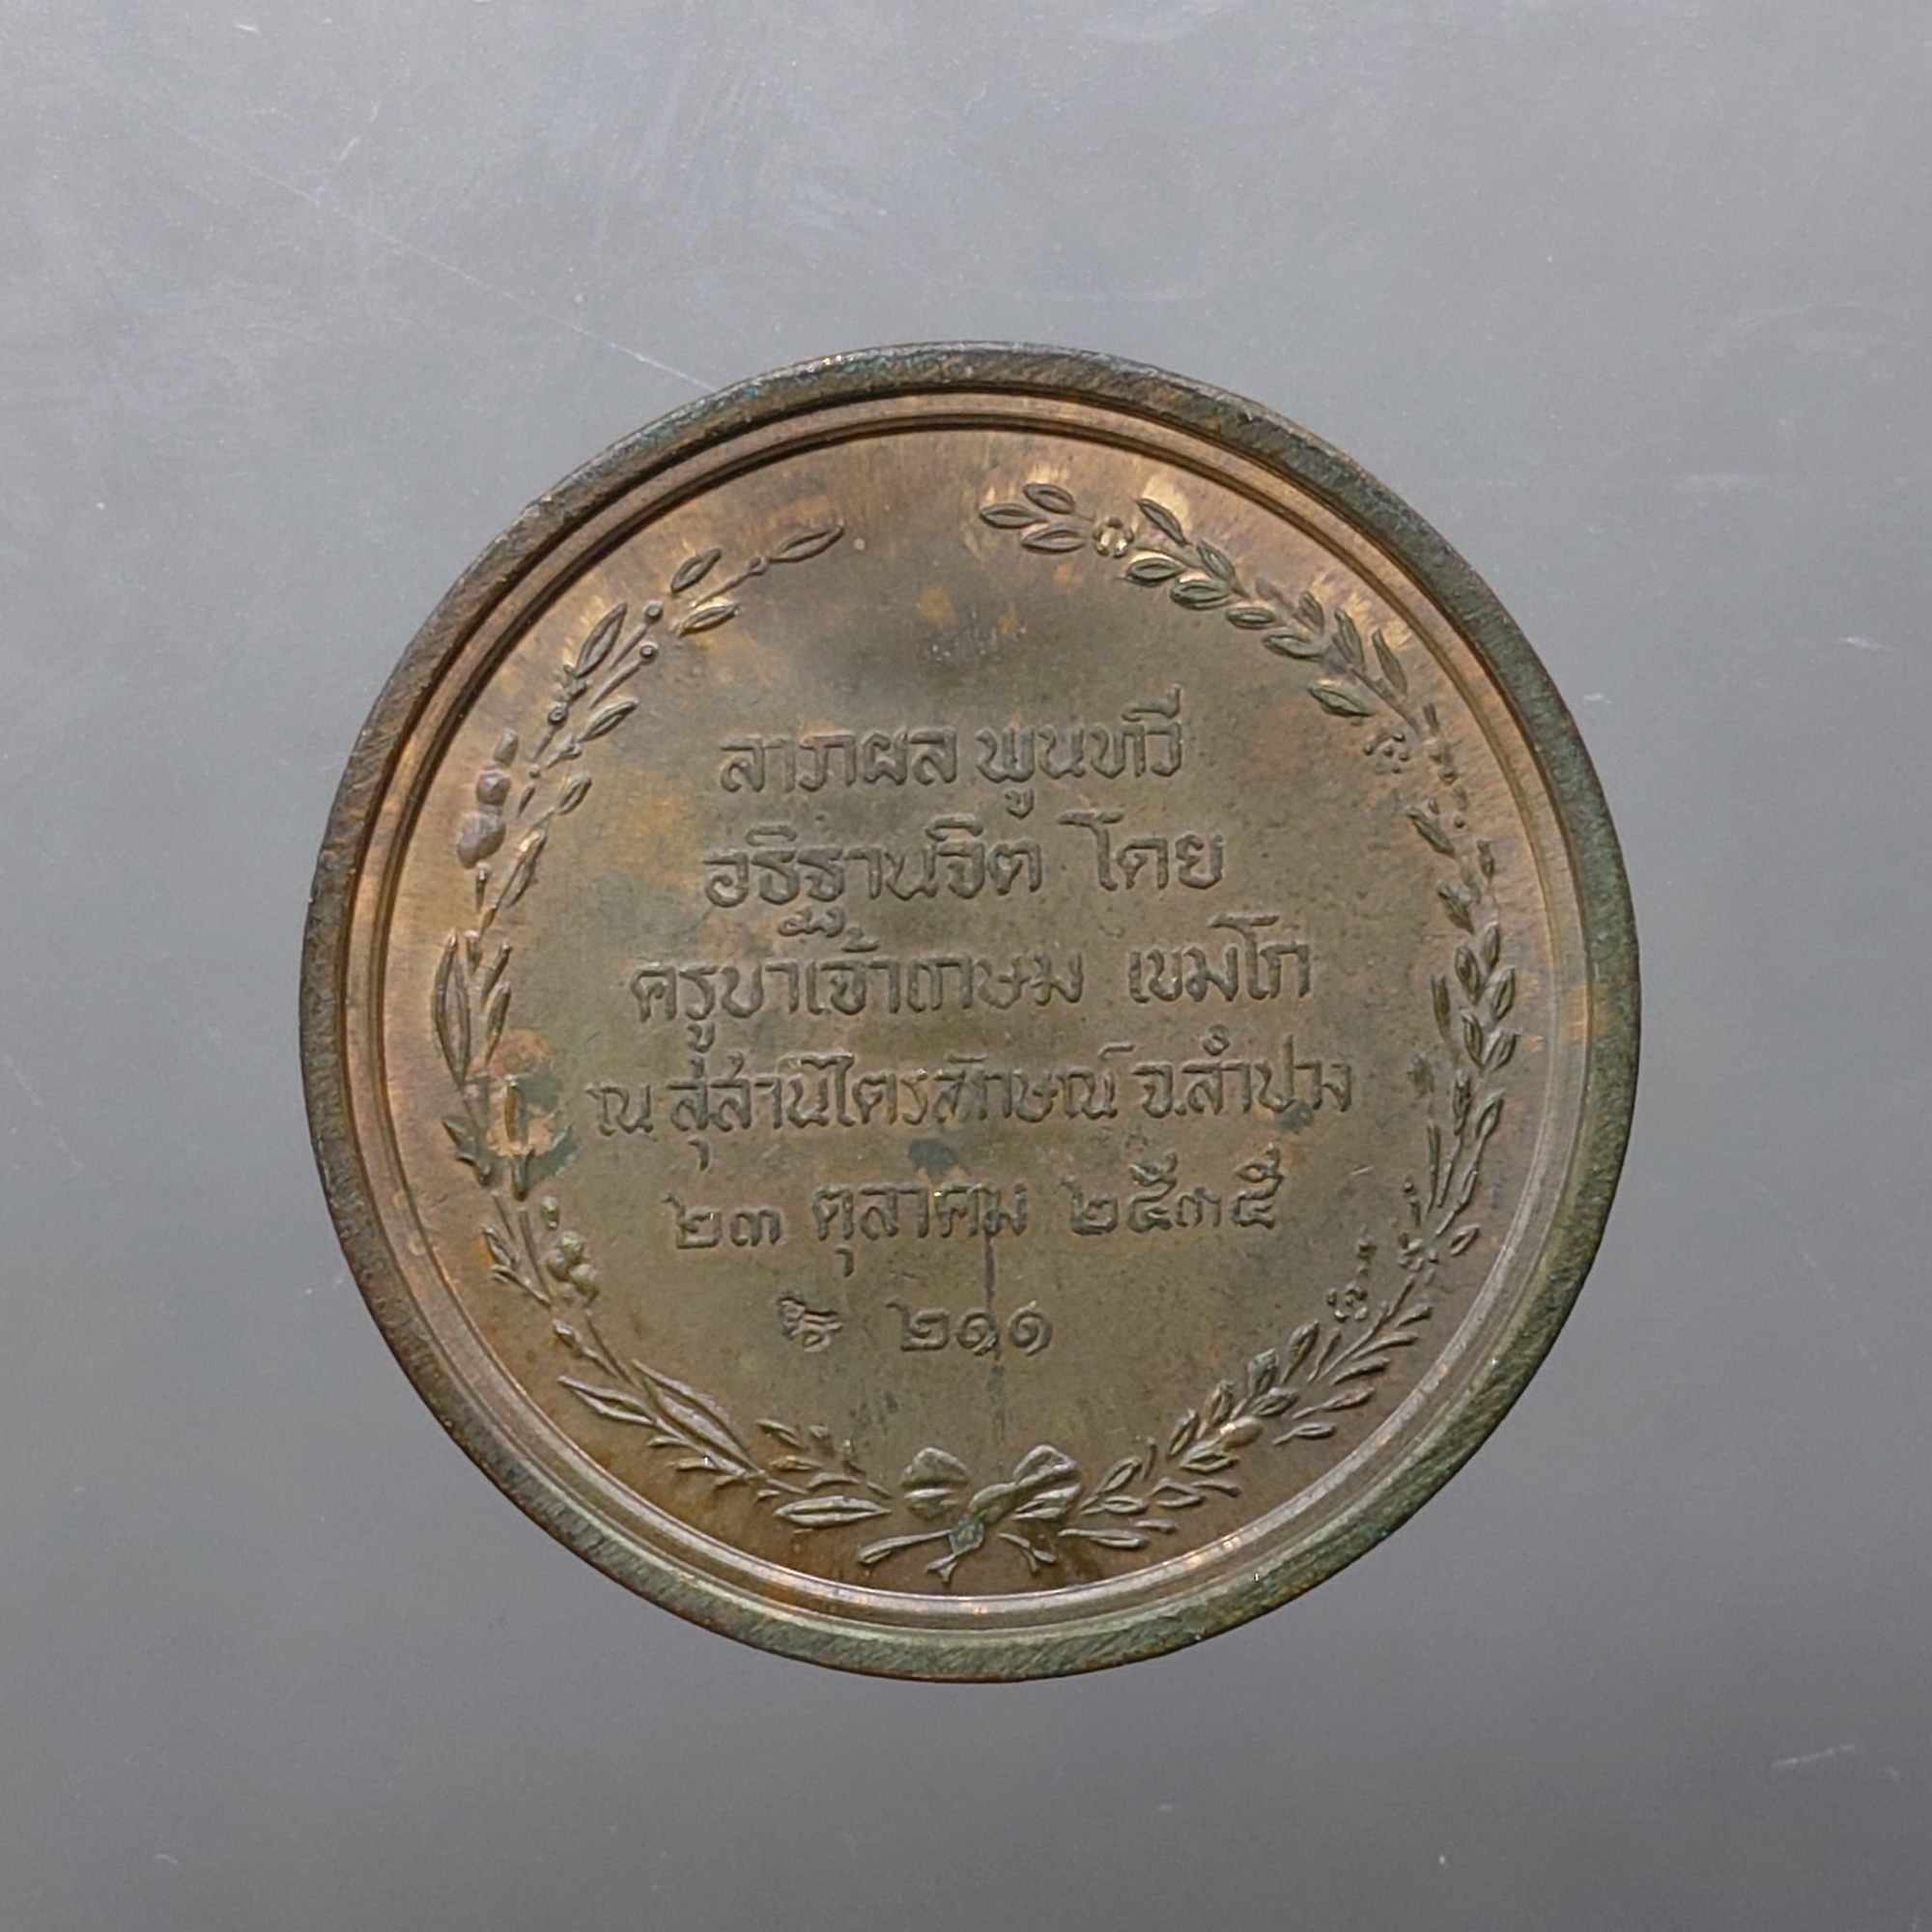 ลาภผล พูนทวี
อธิฐานจิต โดย
ครูบาเจ้าเกษม เขมโก
ณ สุสานไตรลักษณ์ จ.ลำปาง
๒๓ ตุลาคม ๒๕๓๕
๒๑๑